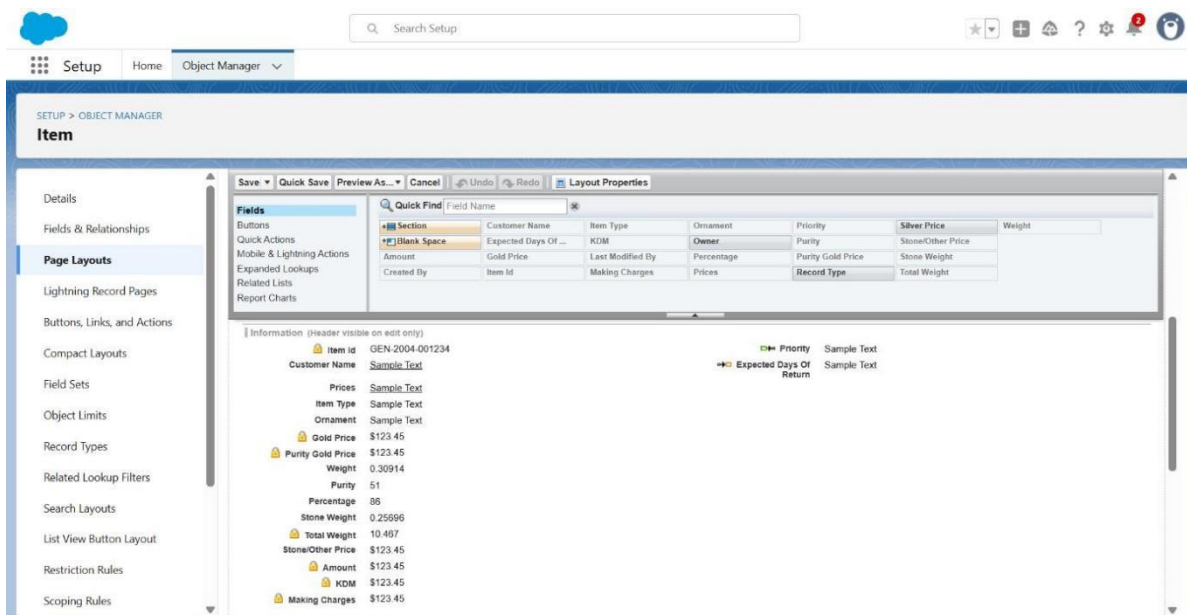 Search Setup
2
Setup Home Object Manager
SETUP > OBJECT MANAGER
Item
Details
Fields & Relationships
Page Layouts
Lightning Record Pages
Buttons, Links, and Actions
Compact Layouts
Field Sets
Object Limits
Record Types
Related Lookup Filters
Search Layouts
List View Button Layout
Restriction Rules
Scoping Rules
Save Quick Save Preview As... Cancel Undo Redo Layout Properties
Fields
Buttons
Quick Actions
Mobile & Lightning Actions
Expanded Lookups
Related Lists
Report Charts
Quick Find Field Name
Section Customer Name Item Type Ornament Priority Silver Price Weight
Blank Space Expected Days Of ... KDM Owner Purity Stone/Other Price
Amount Gold Price Last Modified By Percentage Purity Gold Price Stone Weight
Created By Item Id Making Charges Prices Record Type Total Weight
Information (Header visible on edit only)
Item Id GEN-2004-001234
Customer Name Sample Text
Prices Sample Text
Item Type Sample Text
Ornament Sample Text
Gold Price $123.45
Purity Gold Price $123.45
Weight 0.30914
Purity 51
Percentage 86
Stone Weight 0.25696
Total Weight 10.467
Stone/Other Price $123.45
Amount $123.45
KDM $123.45
Making Charges $123.45
Priority Sample Text
Expected Days Of Sample Text
Return